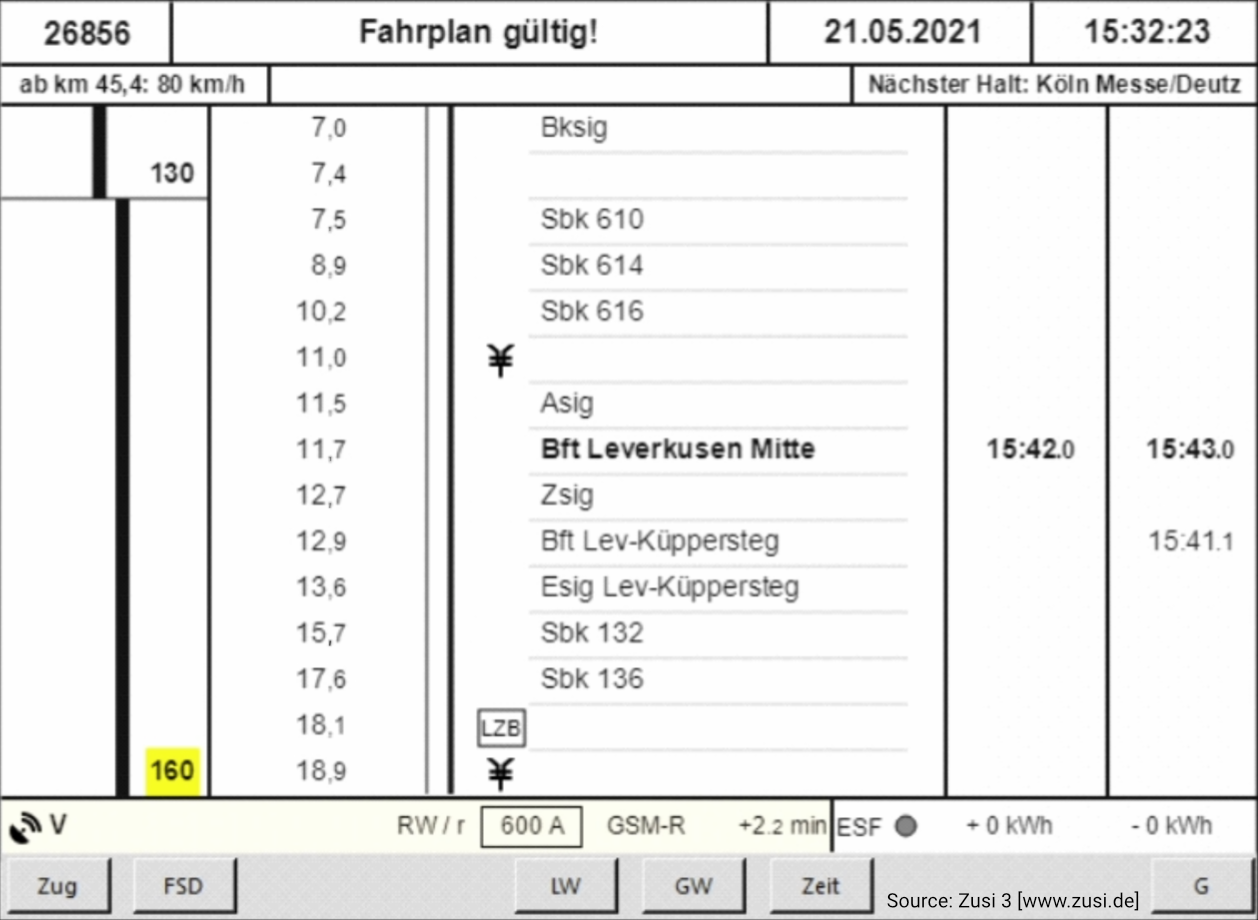 26856 Fahrplan gültig! 21.05.2021 15:32:23
ab km 45,4: 80 km/h Nächster Halt: Köln Messe/Deutz
7,0 Bksig
130 7,4
7,5 Sbk 610
8,9 Sbk 614
10,2 Sbk 616
11,0 ¥
11,5 Asig
11,7 Bft Leverkusen Mitte 15:42.0 15:43.0
12,7 Zsig
12,9 Bft Lev-Küppersteg 15:41.1
13,6 Esig Lev-Küppersteg
15,7 Sbk 132
17,6 Sbk 136
18,1 LZB
160 18,9 ¥
V RW / r 600 A GSM-R +2.2 min ESF + 0 kWh - 0 kWh
Zug FSD LW GW Zeit G
Source: Zusi 3 [www.zusi.de]